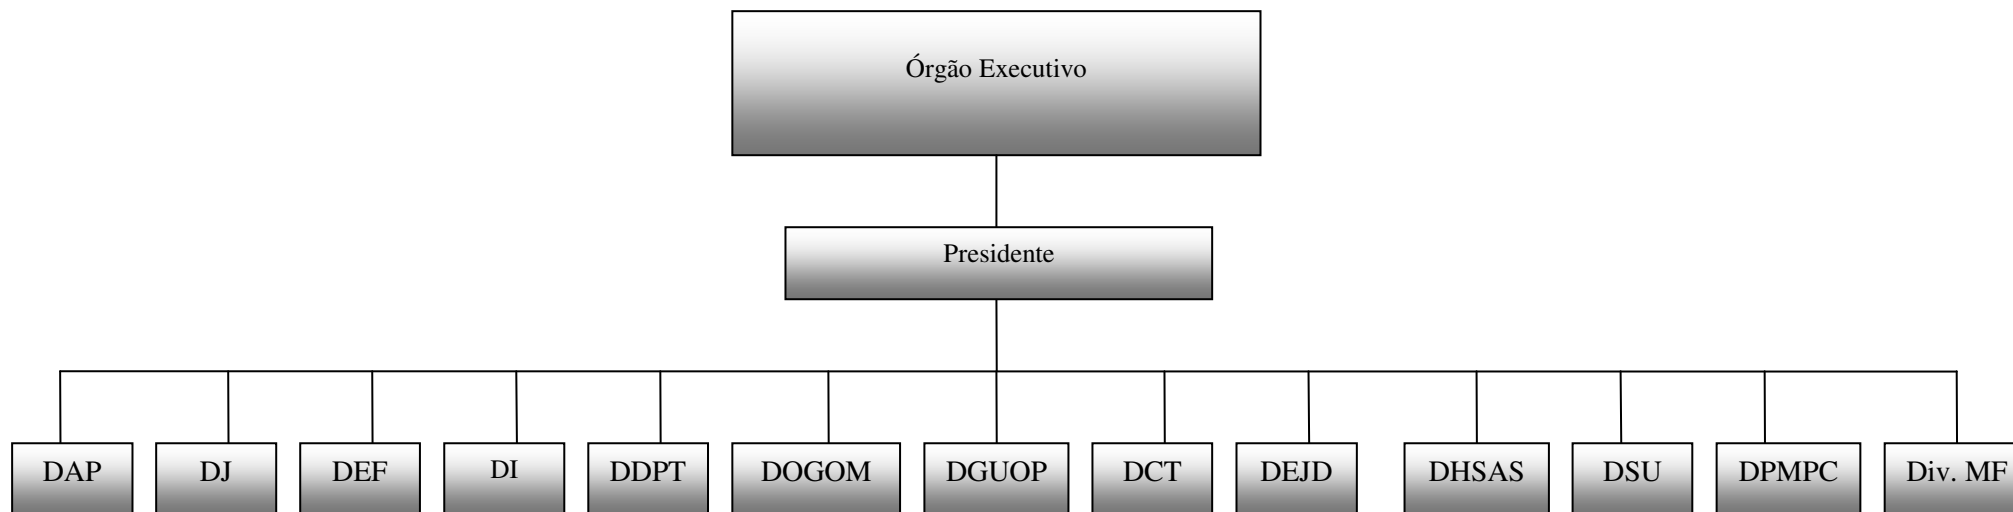 Órgão Executivo
Presidente
DAP
DJ
DEF
DI
DDPT
DOGOM
DGUOP
DCT
DEJD
DHSAS
DSU
DPMPC
Div. MF